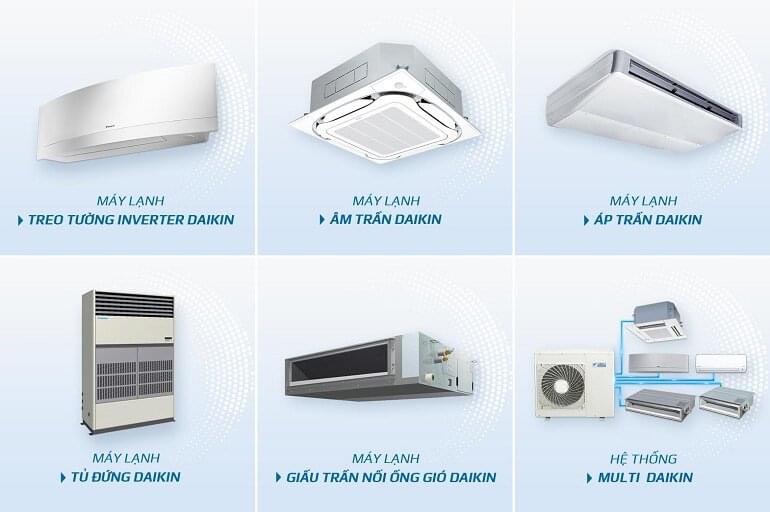 MÁY LẠNH
TREO TƯỜNG INVERTER DAIKIN
MÁY LẠNH
ÂM TRẦN DAIKIN
MÁY LẠNH
ÁP TRẦN DAIKIN
MÁY LẠNH
TỦ ĐỨNG DAIKIN
MÁY LẠNH
GIẤU TRẦN NỐI ỐNG GIÓ DAIKIN
HỆ THỐNG
MULTI DAIKIN